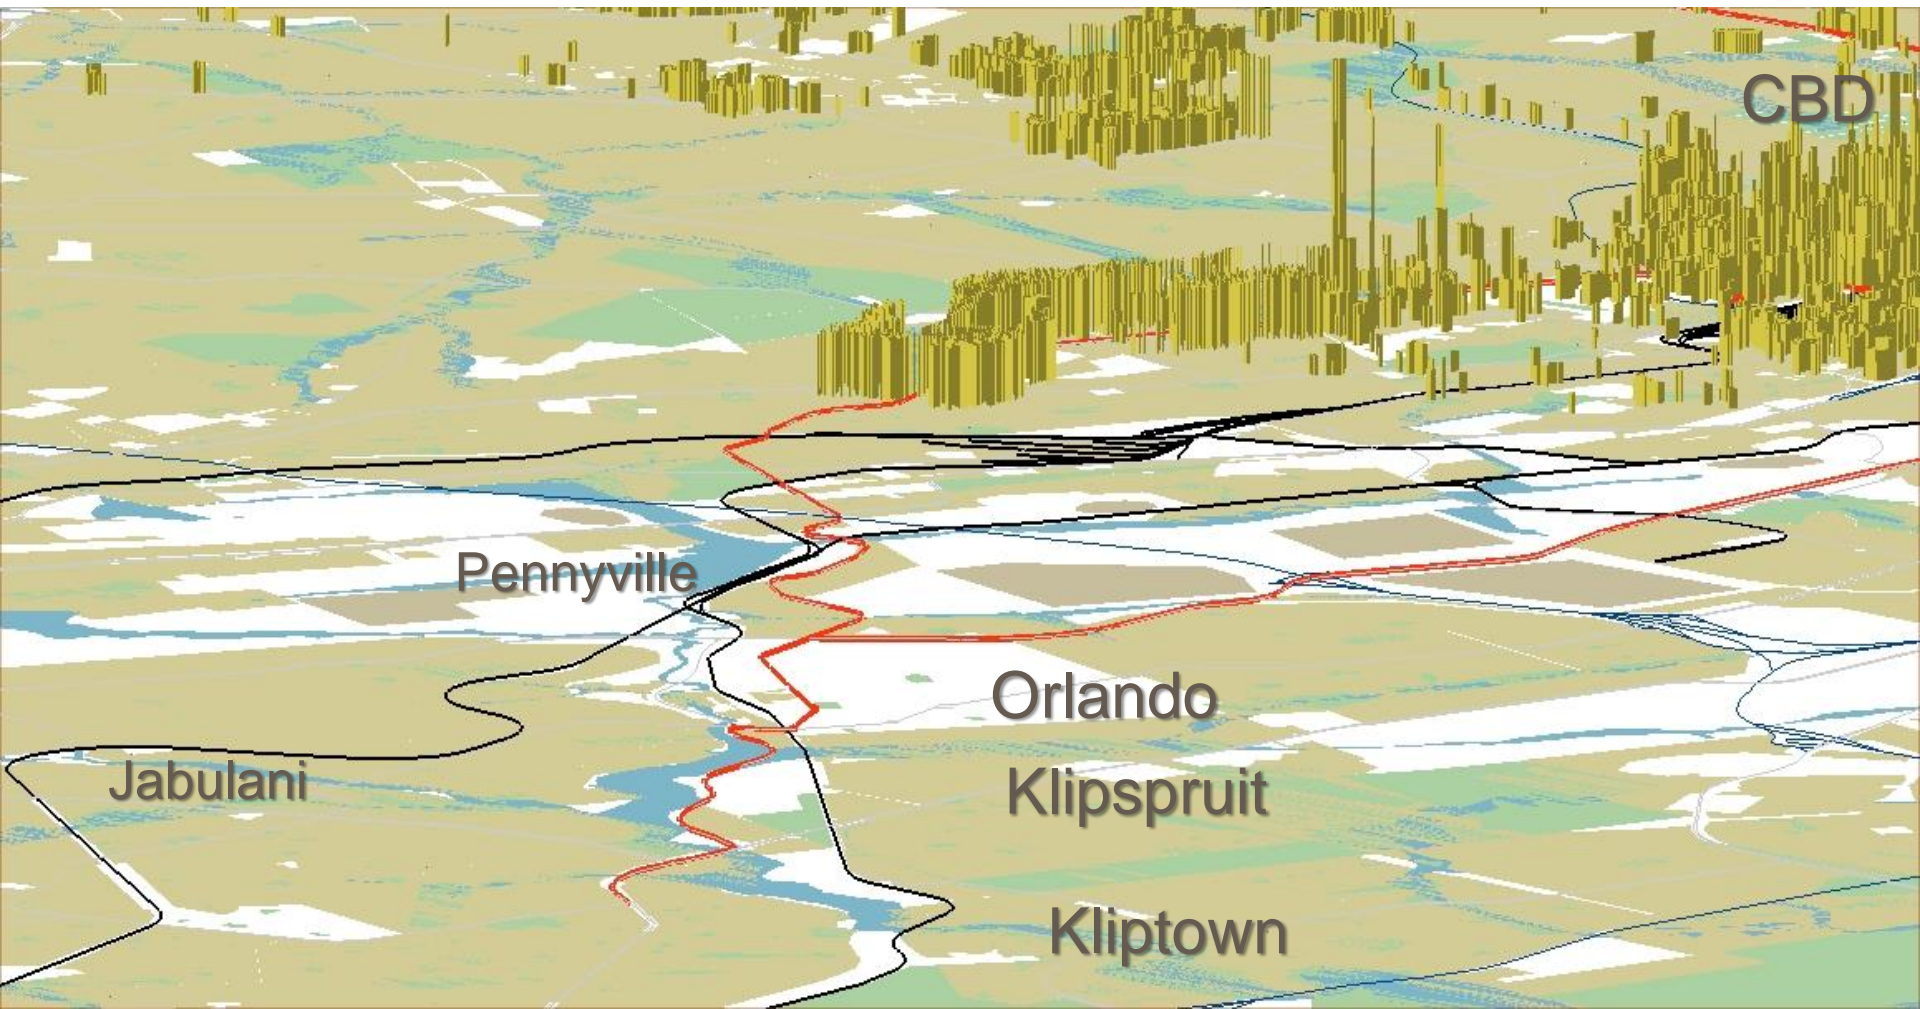 CBD
Pennyville
Orlando
Jabulani
Klipspruit
Kliptown